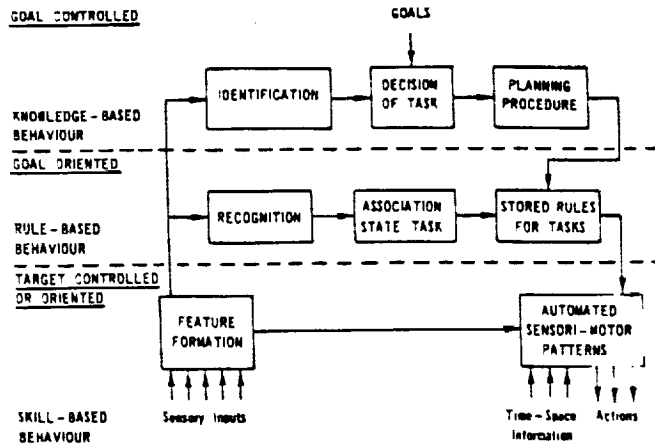 GOAL CONTROLLED
GOALS
IDENTIFICATION
DECISION
OF TASK
PLANNING
PROCEDURE
KNOWLEDGE-BASED
BEHAVIOUR
GOAL ORIENTED
RECOGNITION
ASSOCIATION
STATE TASK
STORED RULES
FOR TASKS
RULE-BASED
BEHAVIOUR
TARGET CONTROLLED
OR ORIENTED
FEATURE
FORMATION
AUTOMATED
SENSORI-MOTOR
PATTERNS
SKILL-BASED
BEHAVIOUR
Sensory Inputs
Time-Space
Information
Actions